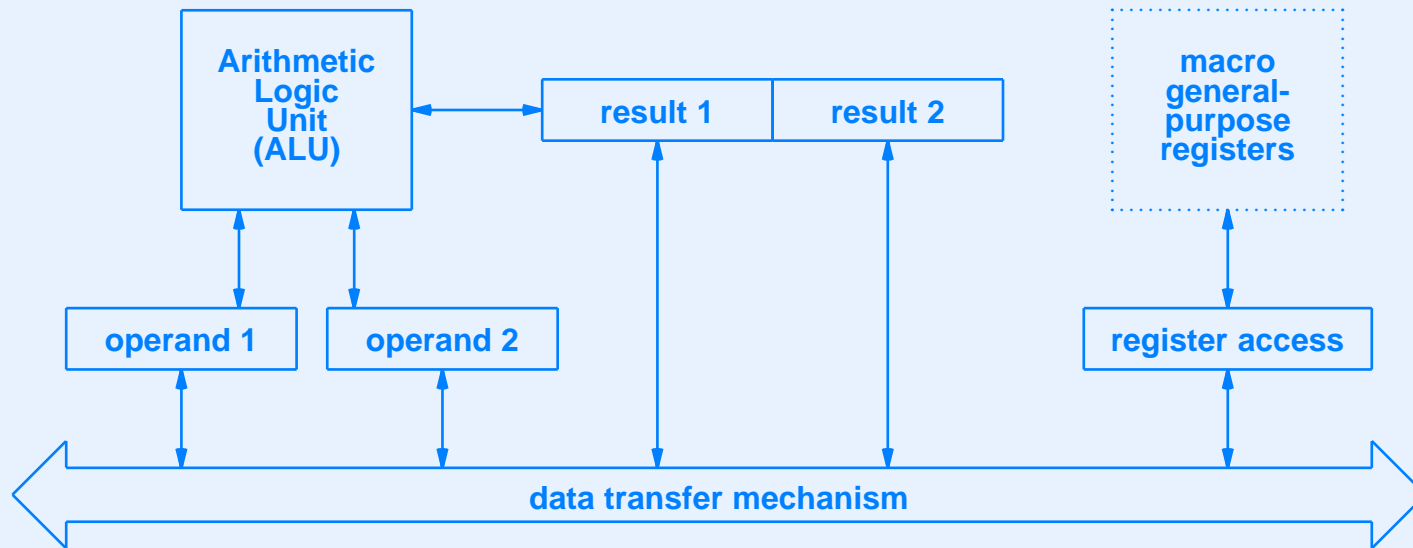 Arithmetic
Logic
Unit
(ALU)
result 1
result 2
macro
general-
purpose
registers
operand 1
operand 2
register access
data transfer mechanism